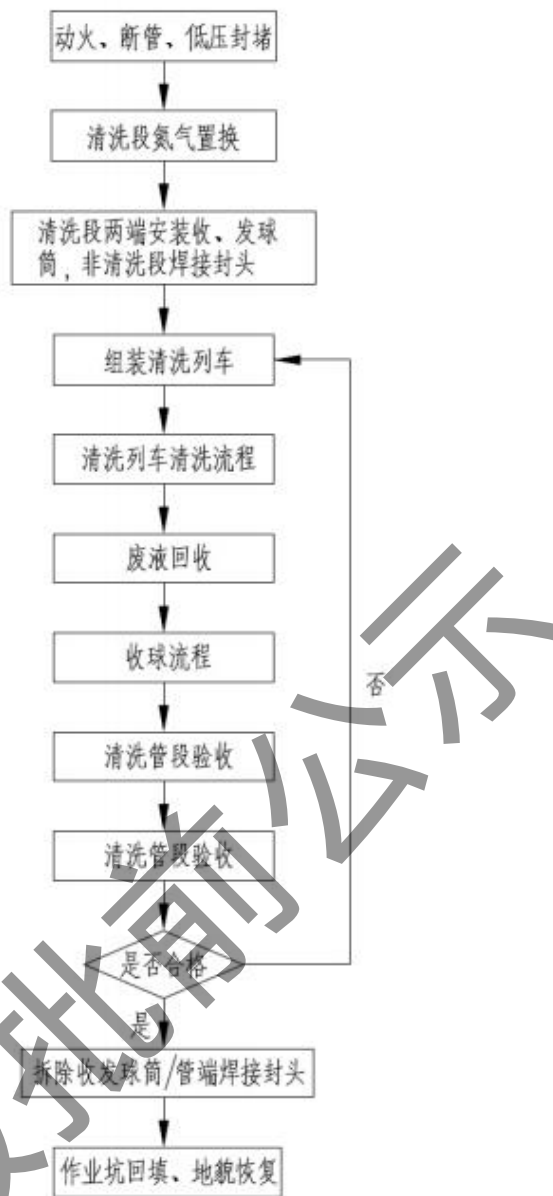 动火、断管、低压封堵
清洗段氮气置换
清洗段两端安装收、发球
筒，非清洗段焊接封头
组装清洗列车
清洗列车清洗流程
废液回收
收球流程
否
清洗管段验收
清洗管段验收
是否合格
是
拆除收发球筒/管端焊接封头
作业坑回填、地貌恢复
批前公示